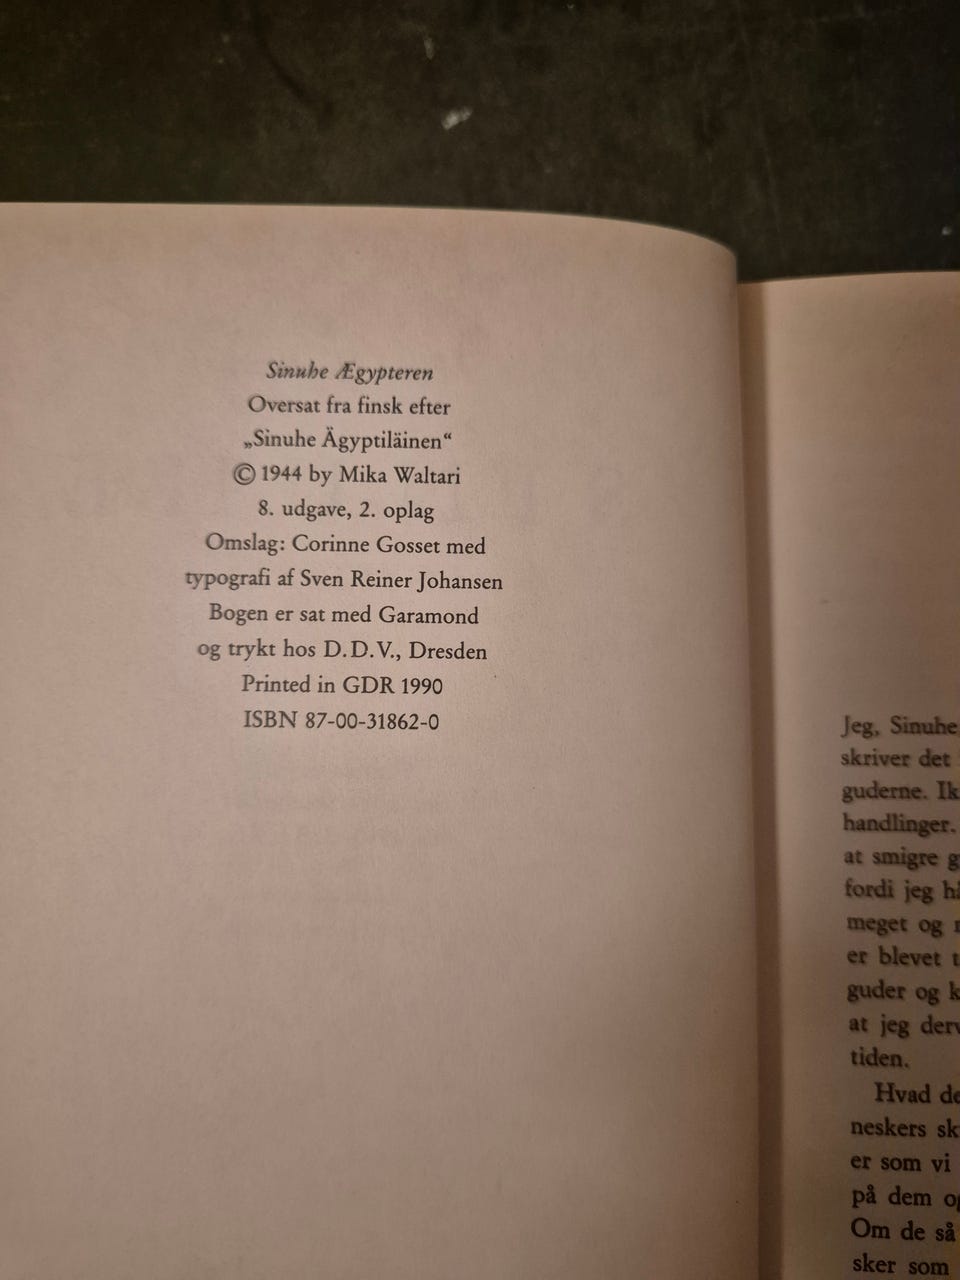 Sinuhe Ægypteren
Oversat fra finsk efter
„Sinuhe Ägyptiläinen“
© 1944 by Mika Waltari
8. udgave, 2. oplag
Omslag: Corinne Gosset med
typografi af Sven Reiner Johansen
Bogen er sat med Garamond
og trykt hos D.D.V., Dresden
Printed in GDR 1990
ISBN 87-00-31862-0
Jeg, Sinuhe
skriver det
guderne.
handlinger.
at smigre
fordi jeg
meget og
er blevet
guder og
at jeg
tiden.
Hvad
neskers
er som vi
på dem
Om de så
sker som